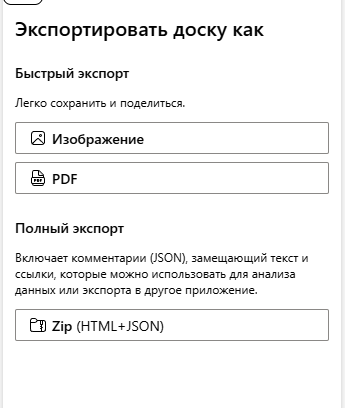 Экспортировать доску как
Быстрый экспорт
Легко сохранить и поделиться.
Изображение
PDF
Полный экспорт
Включает комментарии (JSON), замещающий текст и
ссылки, которые можно использовать для анализа
данных или экспорта в другое приложение.
Zip (HTML+JSON)